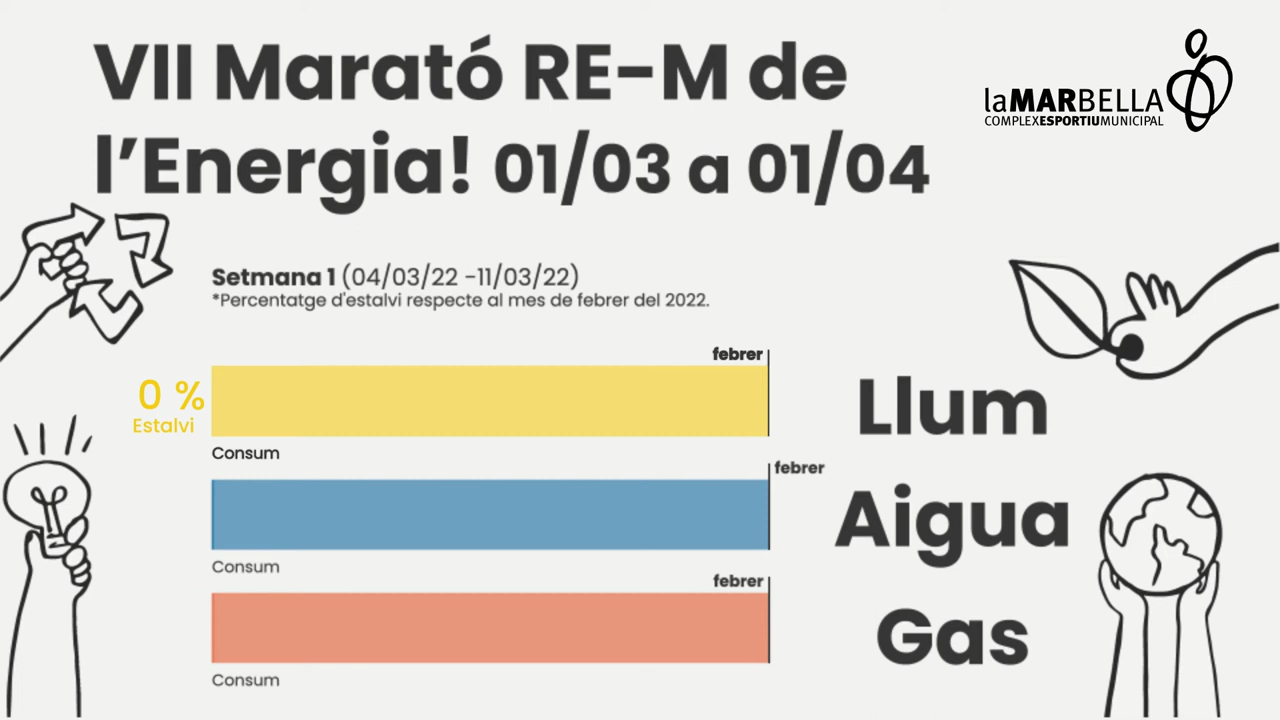 VII Marató RE-M de
l'Energia! 01/03 a 01/04
laMARBELLA
COMPLEXESPORTIUMUNICIPAL
Setmana 1 (04/03/22 -11/03/22)
*Percentatge d'estalvi respecte al mes de febrer del 2022.
febrer
0 %
Estalvi
Llum
Consum
febrer
Aigua
Consum
febrer
Gas
Consum